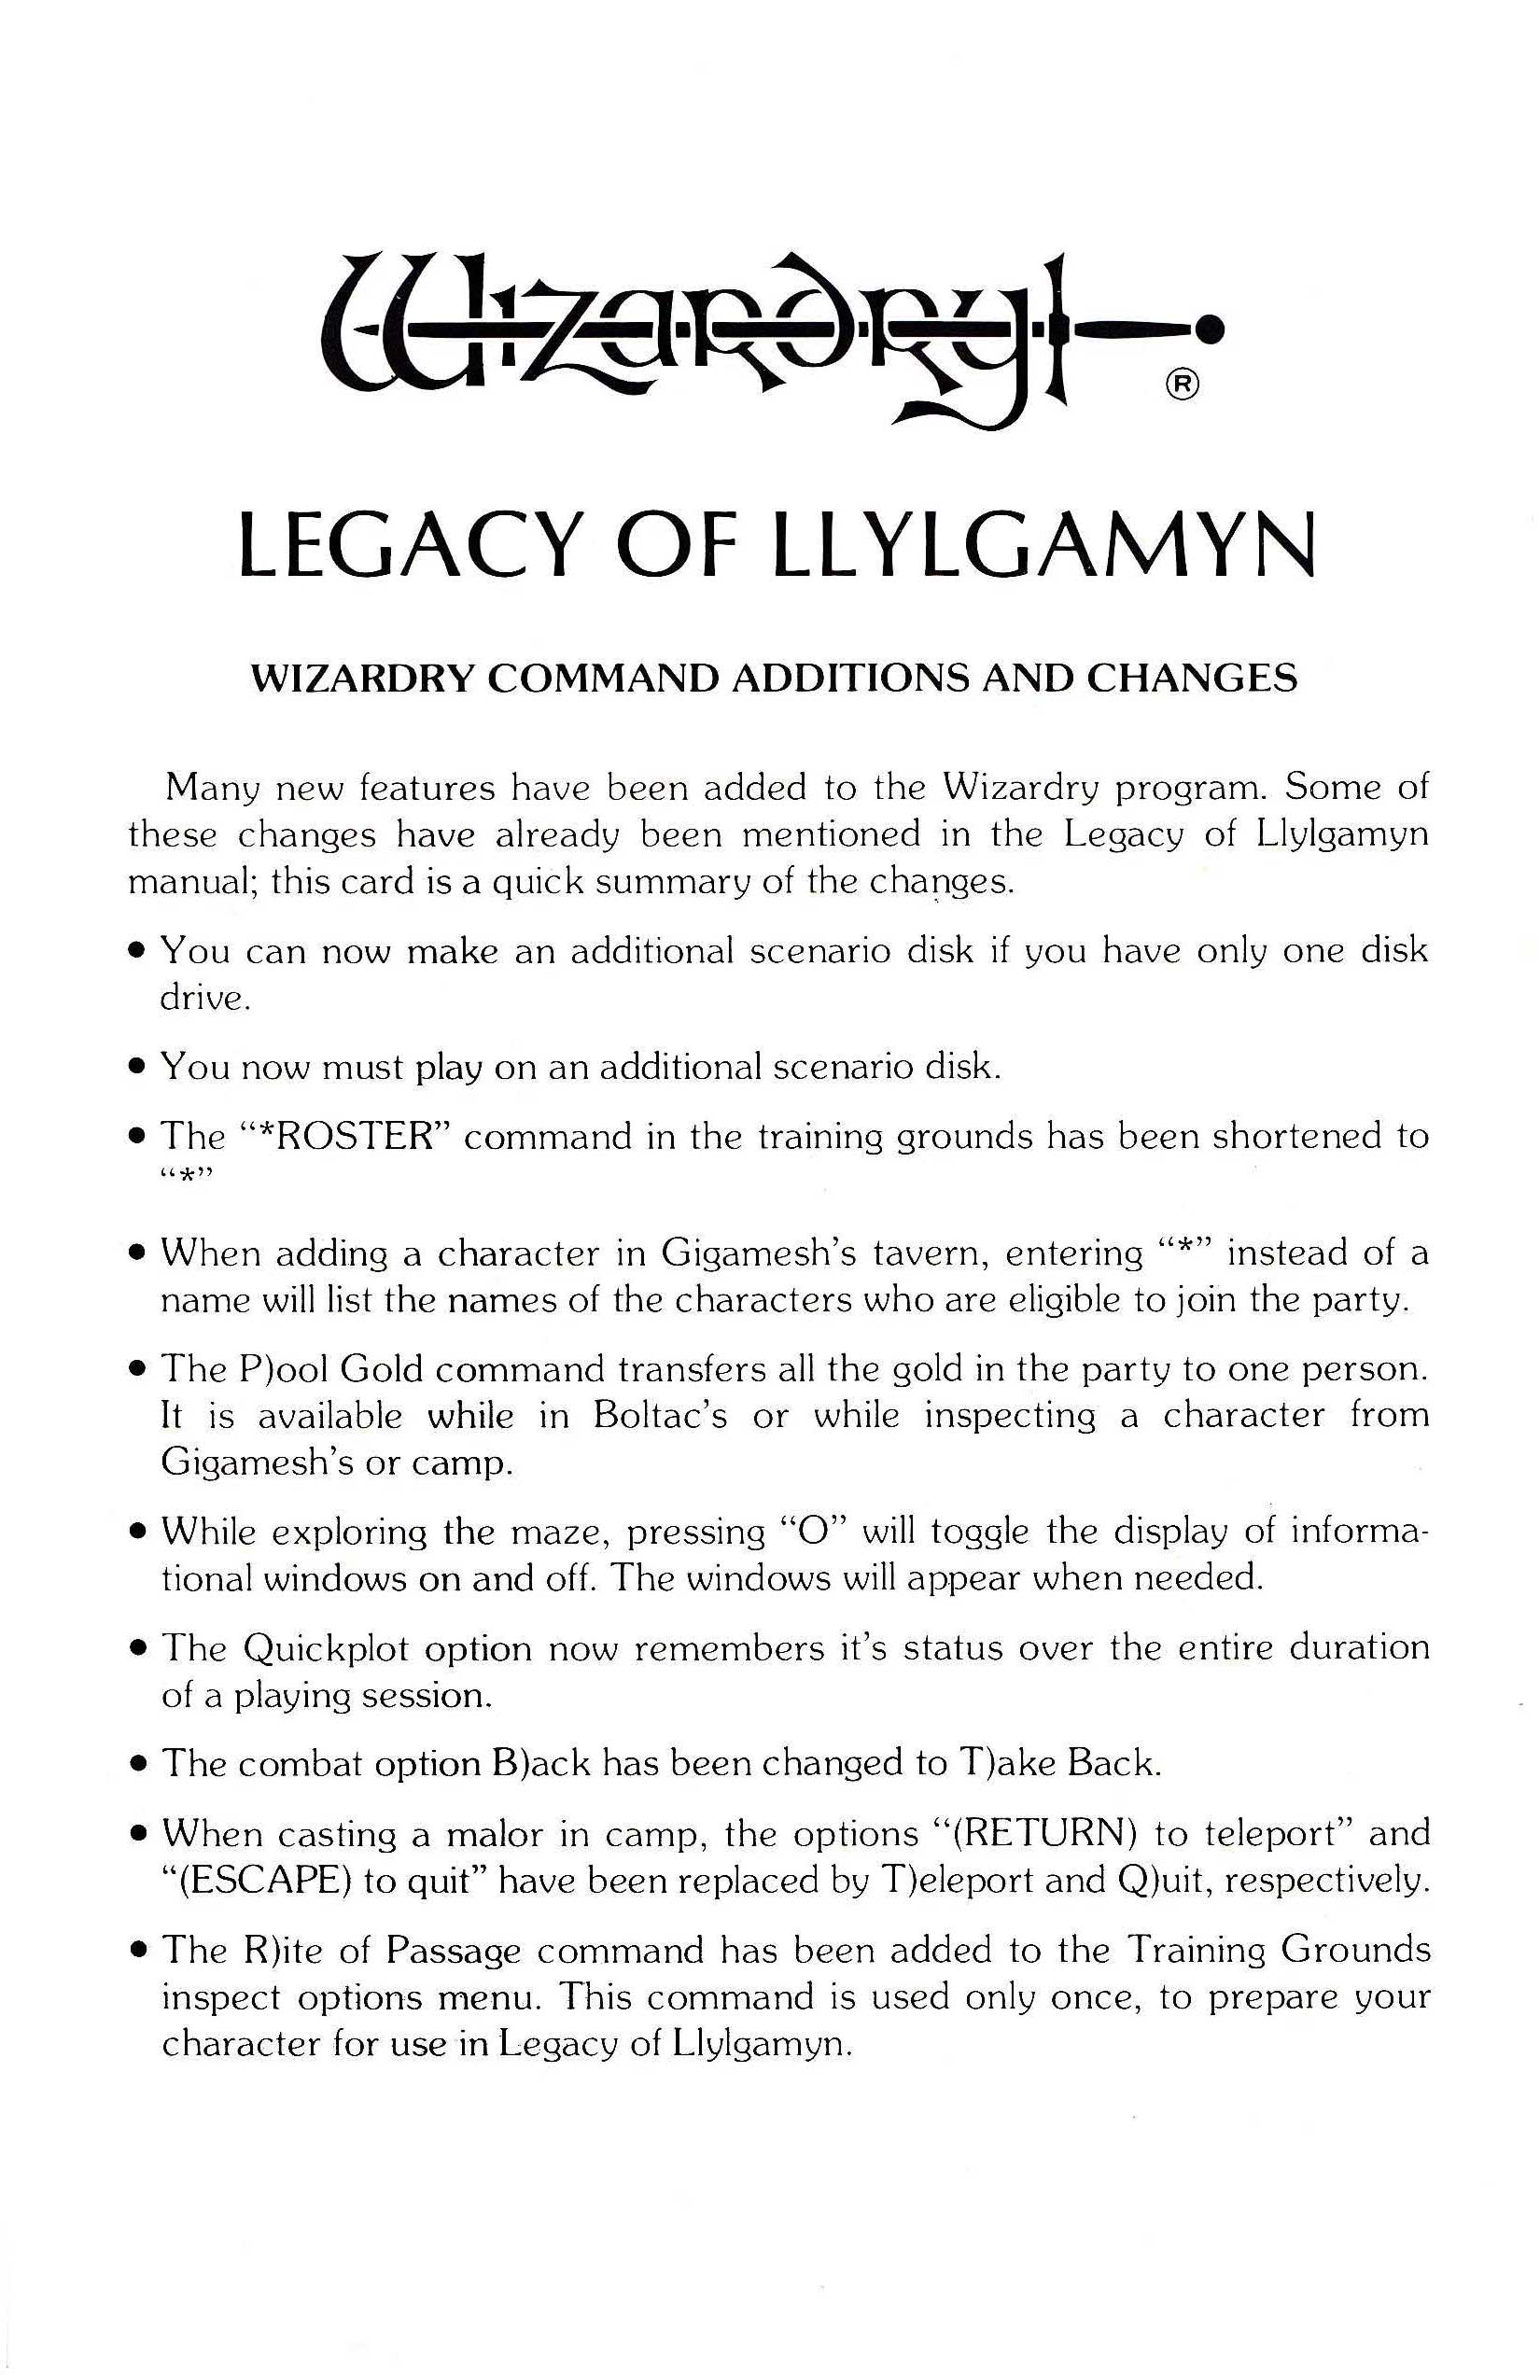 Wizardry ®
LEGACY OF LLYLGAMYN
WIZARDRY COMMAND ADDITIONS AND CHANGES
Many new features have been added to the Wizardry program. Some of
these changes have already been mentioned in the Legacy of Llylgamyn
manual; this card is a quick summary of the changes.
● You can now make an additional scenario disk if you have only one disk
drive.
● You now must play on an additional scenario disk.
● The “*ROSTER” command in the training grounds has been shortened to
“*”
● When adding a character in Gigamesh’s tavern, entering “*” instead of a
name will list the names of the characters who are eligible to join the party.
● The P)ool Gold command transfers all the gold in the party to one person.
It is available while in Boltac’s or while inspecting a character from
Gigamesh’s or camp.
● While exploring the maze, pressing “O” will toggle the display of informa-
tional windows on and off. The windows will appear when needed.
● The Quickplot option now remembers it’s status over the entire duration
of a playing session.
● The combat option B)ack has been changed to T)ake Back.
● When casting a malor in camp, the options “(RETURN) to teleport” and
“(ESCAPE) to quit” have been replaced by T)eleport and Q)uit, respectively.
● The R)ite of Passage command has been added to the Training Grounds
inspect options menu. This command is used only once, to prepare your
character for use in Legacy of Llylgamyn.